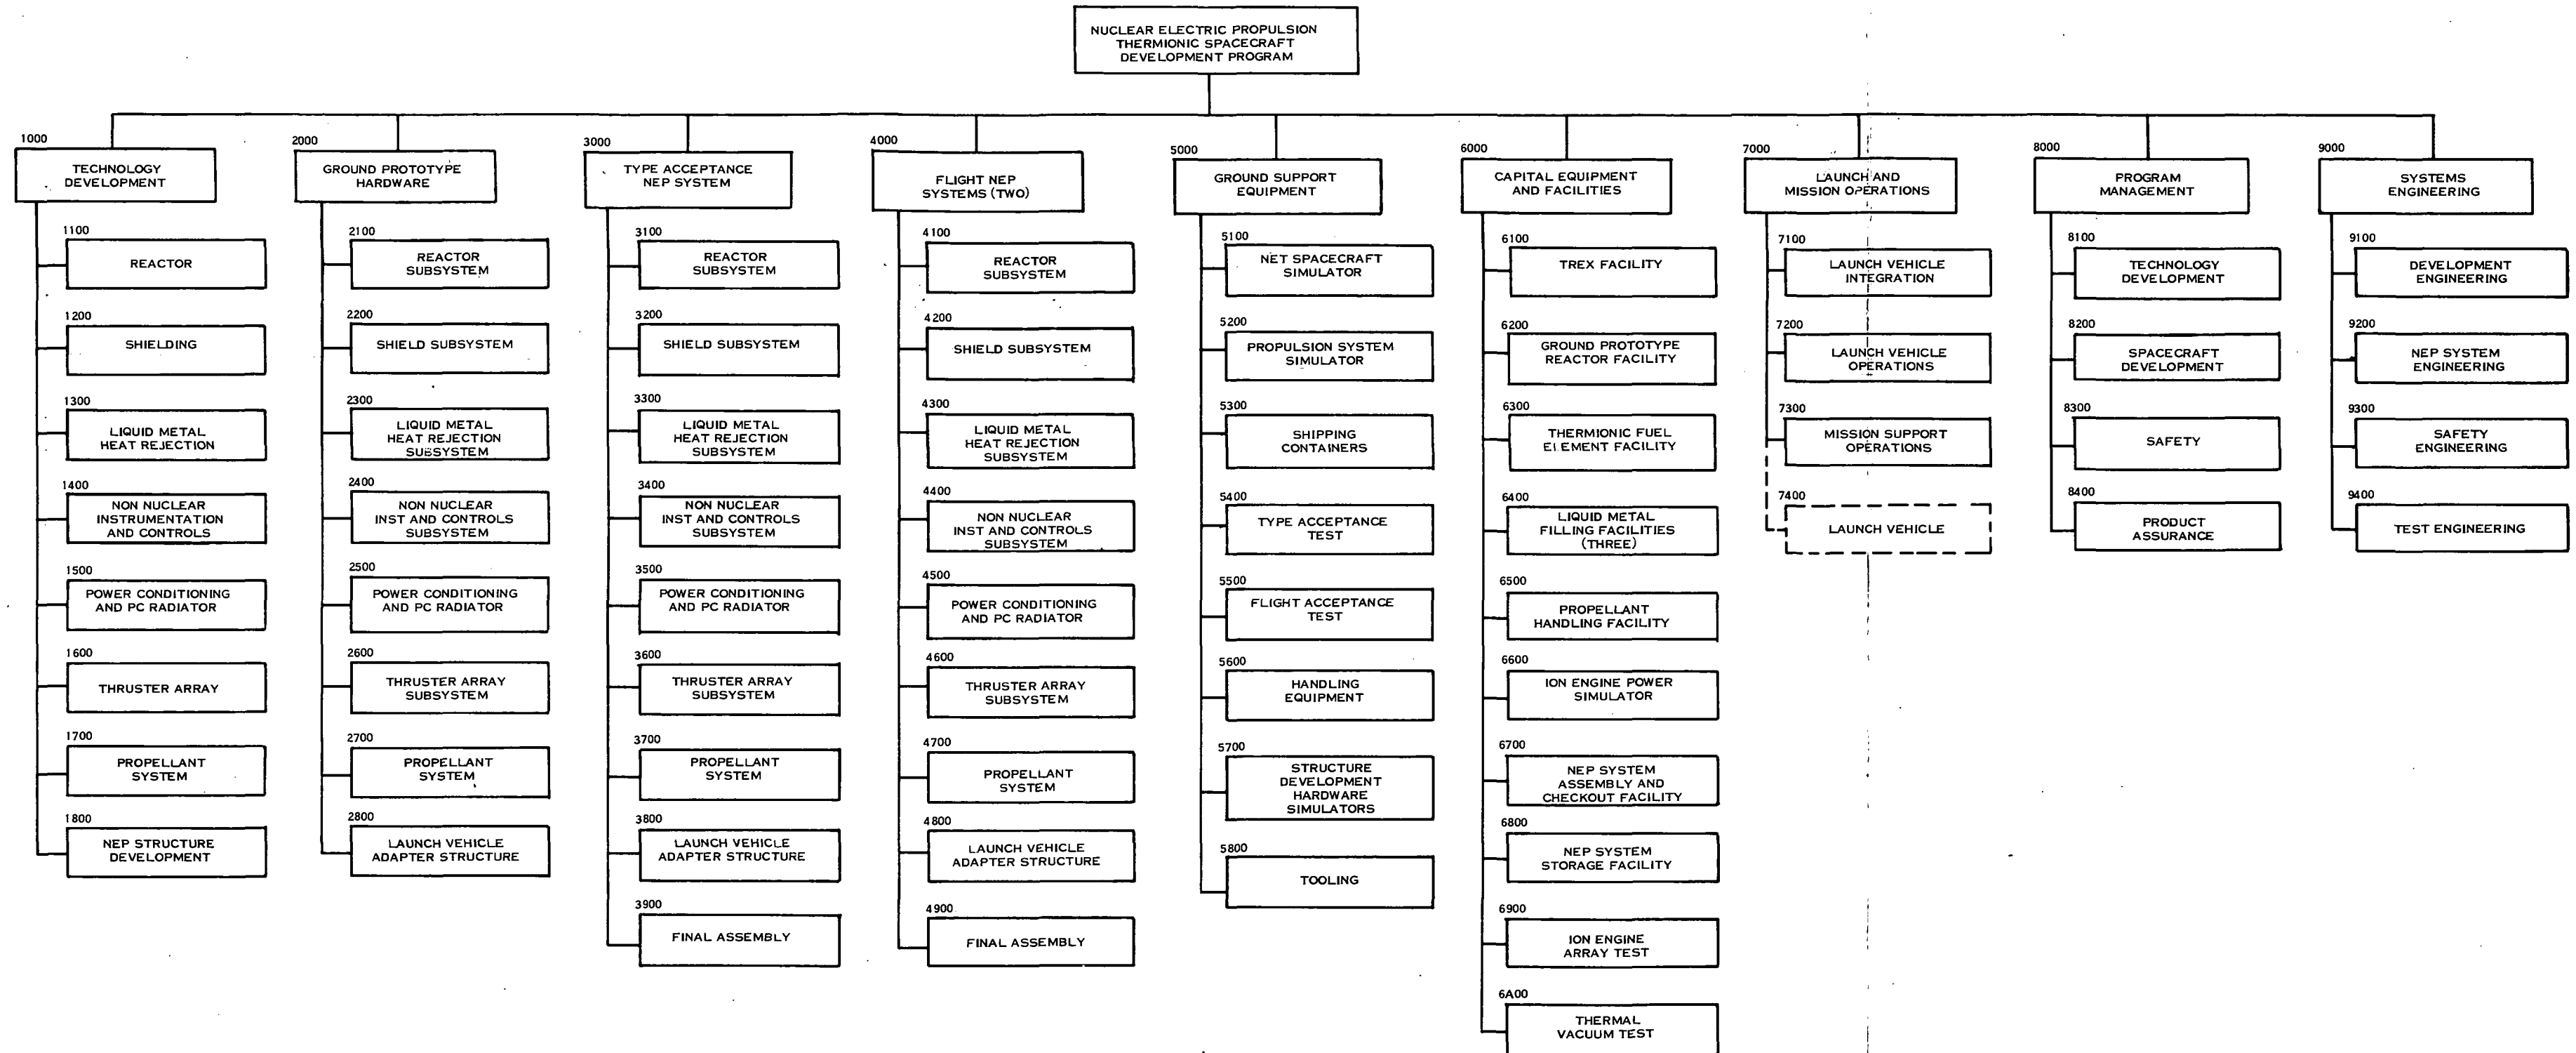 NUCLEAR ELECTRIC PROPULSION
THERMIONIC SPACECRAFT
DEVELOPMENT PROGRAM
1000
TECHNOLOGY
DEVELOPMENT
1100
REACTOR
1200
SHIELDING
1300
LIQUID METAL
HEAT REJECTION
1400
NON NUCLEAR
INSTRUMENTATION
AND CONTROLS
1500
POWER CONDITIONING
AND PC RADIATOR
1600
THRUSTER ARRAY
1700
PROPELLANT
SYSTEM
1800
NEP STRUCTURE
DEVELOPMENT
2000
GROUND PROTOTYPE
HARDWARE
2100
REACTOR
SUBSYSTEM
2200
SHIELD SUBSYSTEM
2300
LIQUID METAL
HEAT REJECTION
SUBSYSTEM
2400
NON NUCLEAR
INST AND CONTROLS
SUBSYSTEM
2500
POWER CONDITIONING
AND PC RADIATOR
2600
THRUSTER ARRAY
SUBSYSTEM
2700
PROPELLANT
SYSTEM
2800
LAUNCH VEHICLE
ADAPTER STRUCTURE
3000
TYPE ACCEPTANCE
NEP SYSTEM
3100
REACTOR
SUBSYSTEM
3200
SHIELD SUBSYSTEM
3300
LIQUID METAL
HEAT REJECTION
SUBSYSTEM
3400
NON NUCLEAR
INST AND CONTROLS
SUBSYSTEM
3500
POWER CONDITIONING
AND PC RADIATOR
3600
THRUSTER ARRAY
SUBSYSTEM
3700
PROPELLANT
SYSTEM
3800
LAUNCH VEHICLE
ADAPTER STRUCTURE
3900
FINAL ASSEMBLY
4000
FLIGHT NEP
SYSTEMS (TWO)
4100
REACTOR
SUBSYSTEM
4200
SHIELD SUBSYSTEM
4300
LIQUID METAL
HEAT REJECTION
SUBSYSTEM
4400
NON NUCLEAR
INST AND CONTROLS
SUBSYSTEM
4500
POWER CONDITIONING
AND PC RADIATOR
4600
THRUSTER ARRAY
SUBSYSTEM
4700
PROPELLANT
SYSTEM
4800
LAUNCH VEHICLE
ADAPTER STRUCTURE
4900
FINAL ASSEMBLY
5000
GROUND SUPPORT
EQUIPMENT
5100
NET SPACECRAFT
SIMULATOR
5200
PROPULSION SYSTEM
SIMULATOR
5300
SHIPPING
CONTAINERS
5400
TYPE ACCEPTANCE
TEST
5500
FLIGHT ACCEPTANCE
TEST
5600
HANDLING
EQUIPMENT
5700
STRUCTURE
DEVELOPMENT
HARDWARE
SIMULATORS
5800
TOOLING
6000
CAPITAL EQUIPMENT
AND FACILITIES
6100
TREX FACILITY
6200
GROUND PROTOTYPE
REACTOR FACILITY
6300
THERMIONIC FUEL
ELEMENT FACILITY
6400
LIQUID METAL
FILLING FACILITIES
(THREE)
6500
PROPELLANT
HANDLING FACILITY
6600
ION ENGINE POWER
SIMULATOR
6700
NEP SYSTEM
ASSEMBLY AND
CHECKOUT FACILITY
6800
NEP SYSTEM
STORAGE FACILITY
6900
ION ENGINE
ARRAY TEST
6A00
THERMAL
VACUUM TEST
7000
LAUNCH AND
MISSION OPERATIONS
7100
LAUNCH VEHICLE
INTEGRATION
7200
LAUNCH VEHICLE
OPERATIONS
7300
MISSION SUPPORT
OPERATIONS
7400
LAUNCH VEHICLE
8000
PROGRAM
MANAGEMENT
8100
TECHNOLOGY
DEVELOPMENT
8200
SPACECRAFT
DEVELOPMENT
8300
SAFETY
8400
PRODUCT
ASSURANCE
9000
SYSTEMS
ENGINEERING
9100
DEVELOPMENT
ENGINEERING
9200
NEP SYSTEM
ENGINEERING
9300
SAFETY
ENGINEERING
9400
TEST ENGINEERING